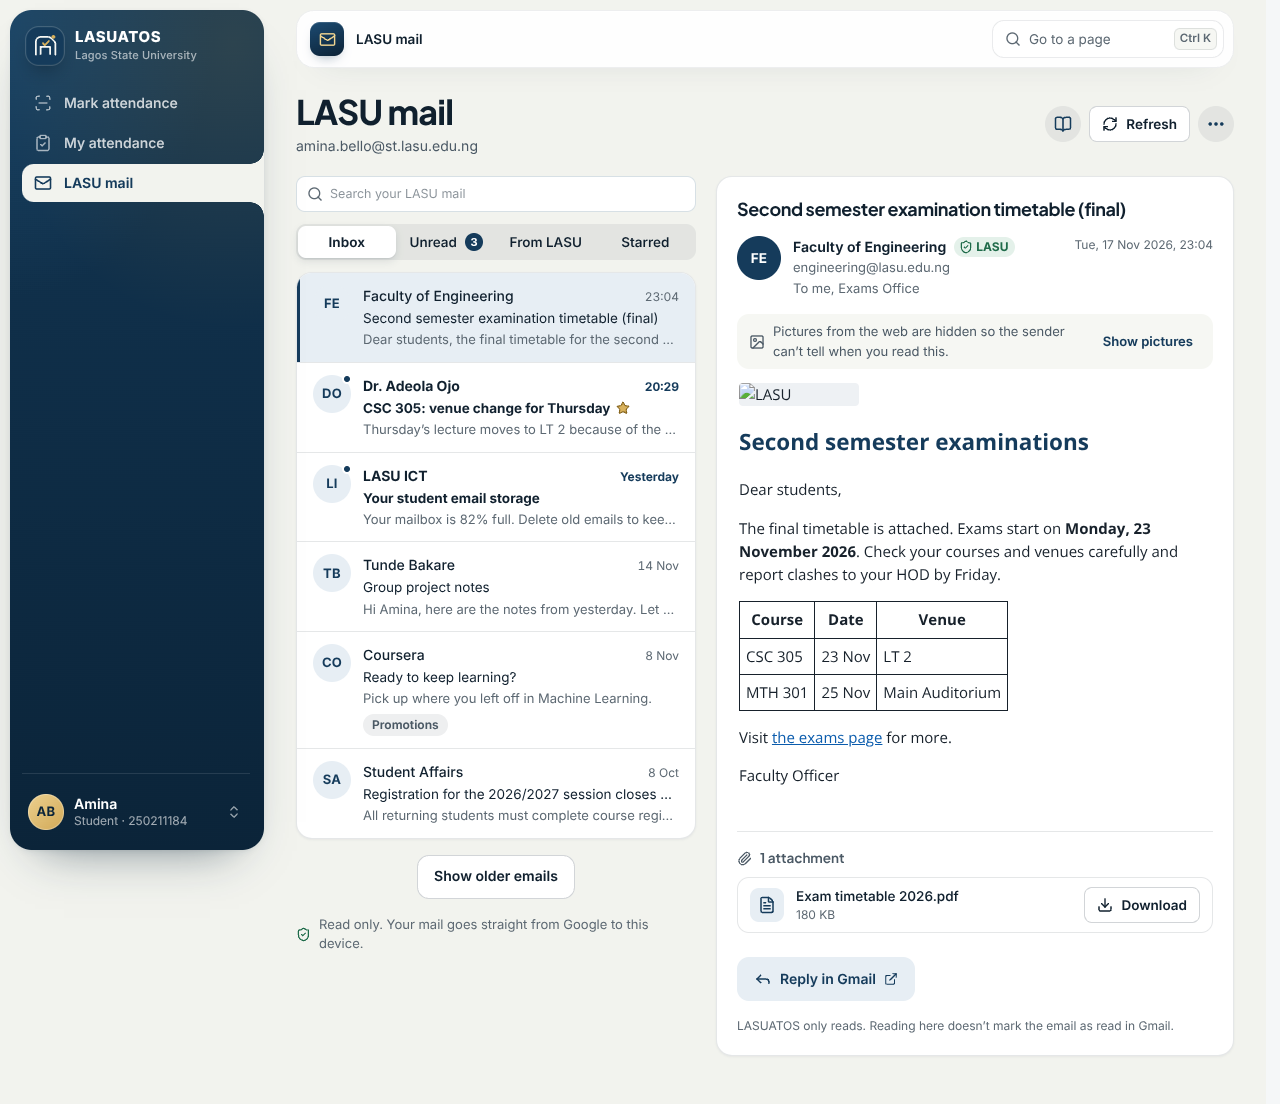 LASUATOS
Lagos State University
Mark attendance
My attendance
LASU mail
AB
Amina
Student · 250211184
LASU mail
Go to a page
Ctrl K
LASU mail
amina.bello@st.lasu.edu.ng
Refresh
Search your LASU mail
Inbox
Unread 3
From LASU
Starred
FE
Faculty of Engineering
23:04
Second semester examination timetable (final)
Dear students, the final timetable for the second ...
DO
Dr. Adeola Ojo
20:29
CSC 305: venue change for Thursday
Thursday’s lecture moves to LT 2 because of the ...
LI
LASU ICT
Yesterday
Your student email storage
Your mailbox is 82% full. Delete old emails to kee...
TB
Tunde Bakare
14 Nov
Group project notes
Hi Amina, here are the notes from yesterday. Let ...
CO
Coursera
8 Nov
Ready to keep learning?
Pick up where you left off in Machine Learning.
Promotions
SA
Student Affairs
8 Oct
Registration for the 2026/2027 session closes ...
All returning students must complete course regi...
Show older emails
Read only. Your mail goes straight from Google to this
device.
Second semester examination timetable (final)
FE
Faculty of Engineering
LASU
Tue, 17 Nov 2026, 23:04
engineering@lasu.edu.ng
To me, Exams Office
Pictures from the web are hidden so the sender
can’t tell when you read this.
Show pictures
LASU
Second semester examinations
Dear students,
The final timetable is attached. Exams start on Monday, 23
November 2026. Check your courses and venues carefully and
report clashes to your HOD by Friday.
Course Date Venue
CSC 305 23 Nov LT 2
MTH 301 25 Nov Main Auditorium
Visit the exams page for more.
Faculty Officer
1 attachment
Exam timetable 2026.pdf
180 KB
Download
Reply in Gmail
LASUATOS only reads. Reading here doesn’t mark the email as read in Gmail.